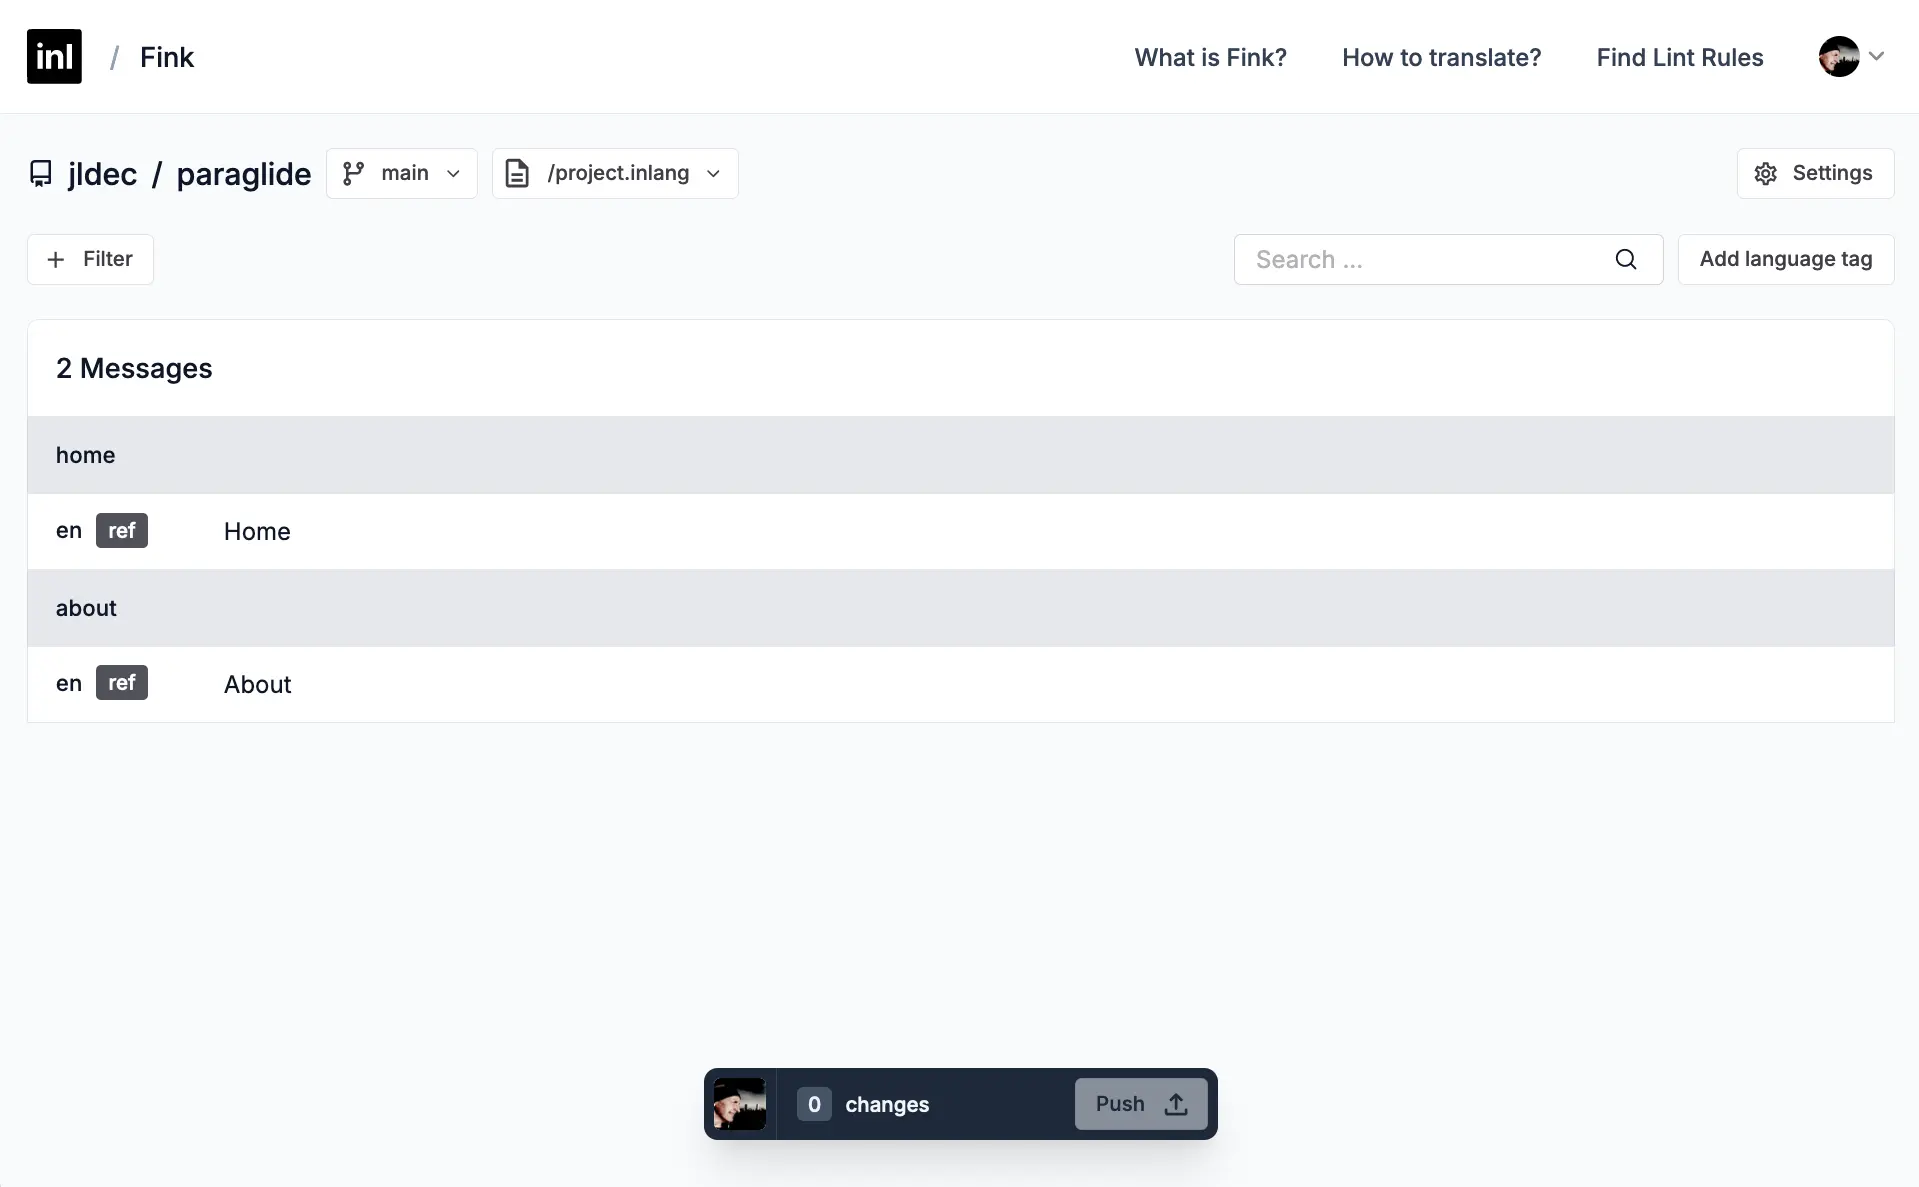 inl / Fink
What is Fink?
How to translate?
Find Lint Rules
jldec / paraglide
main
/project.inlang
Settings
+ Filter
Search ...
Add language tag
2 Messages
home
en ref Home
about
en ref About
0 changes
Push